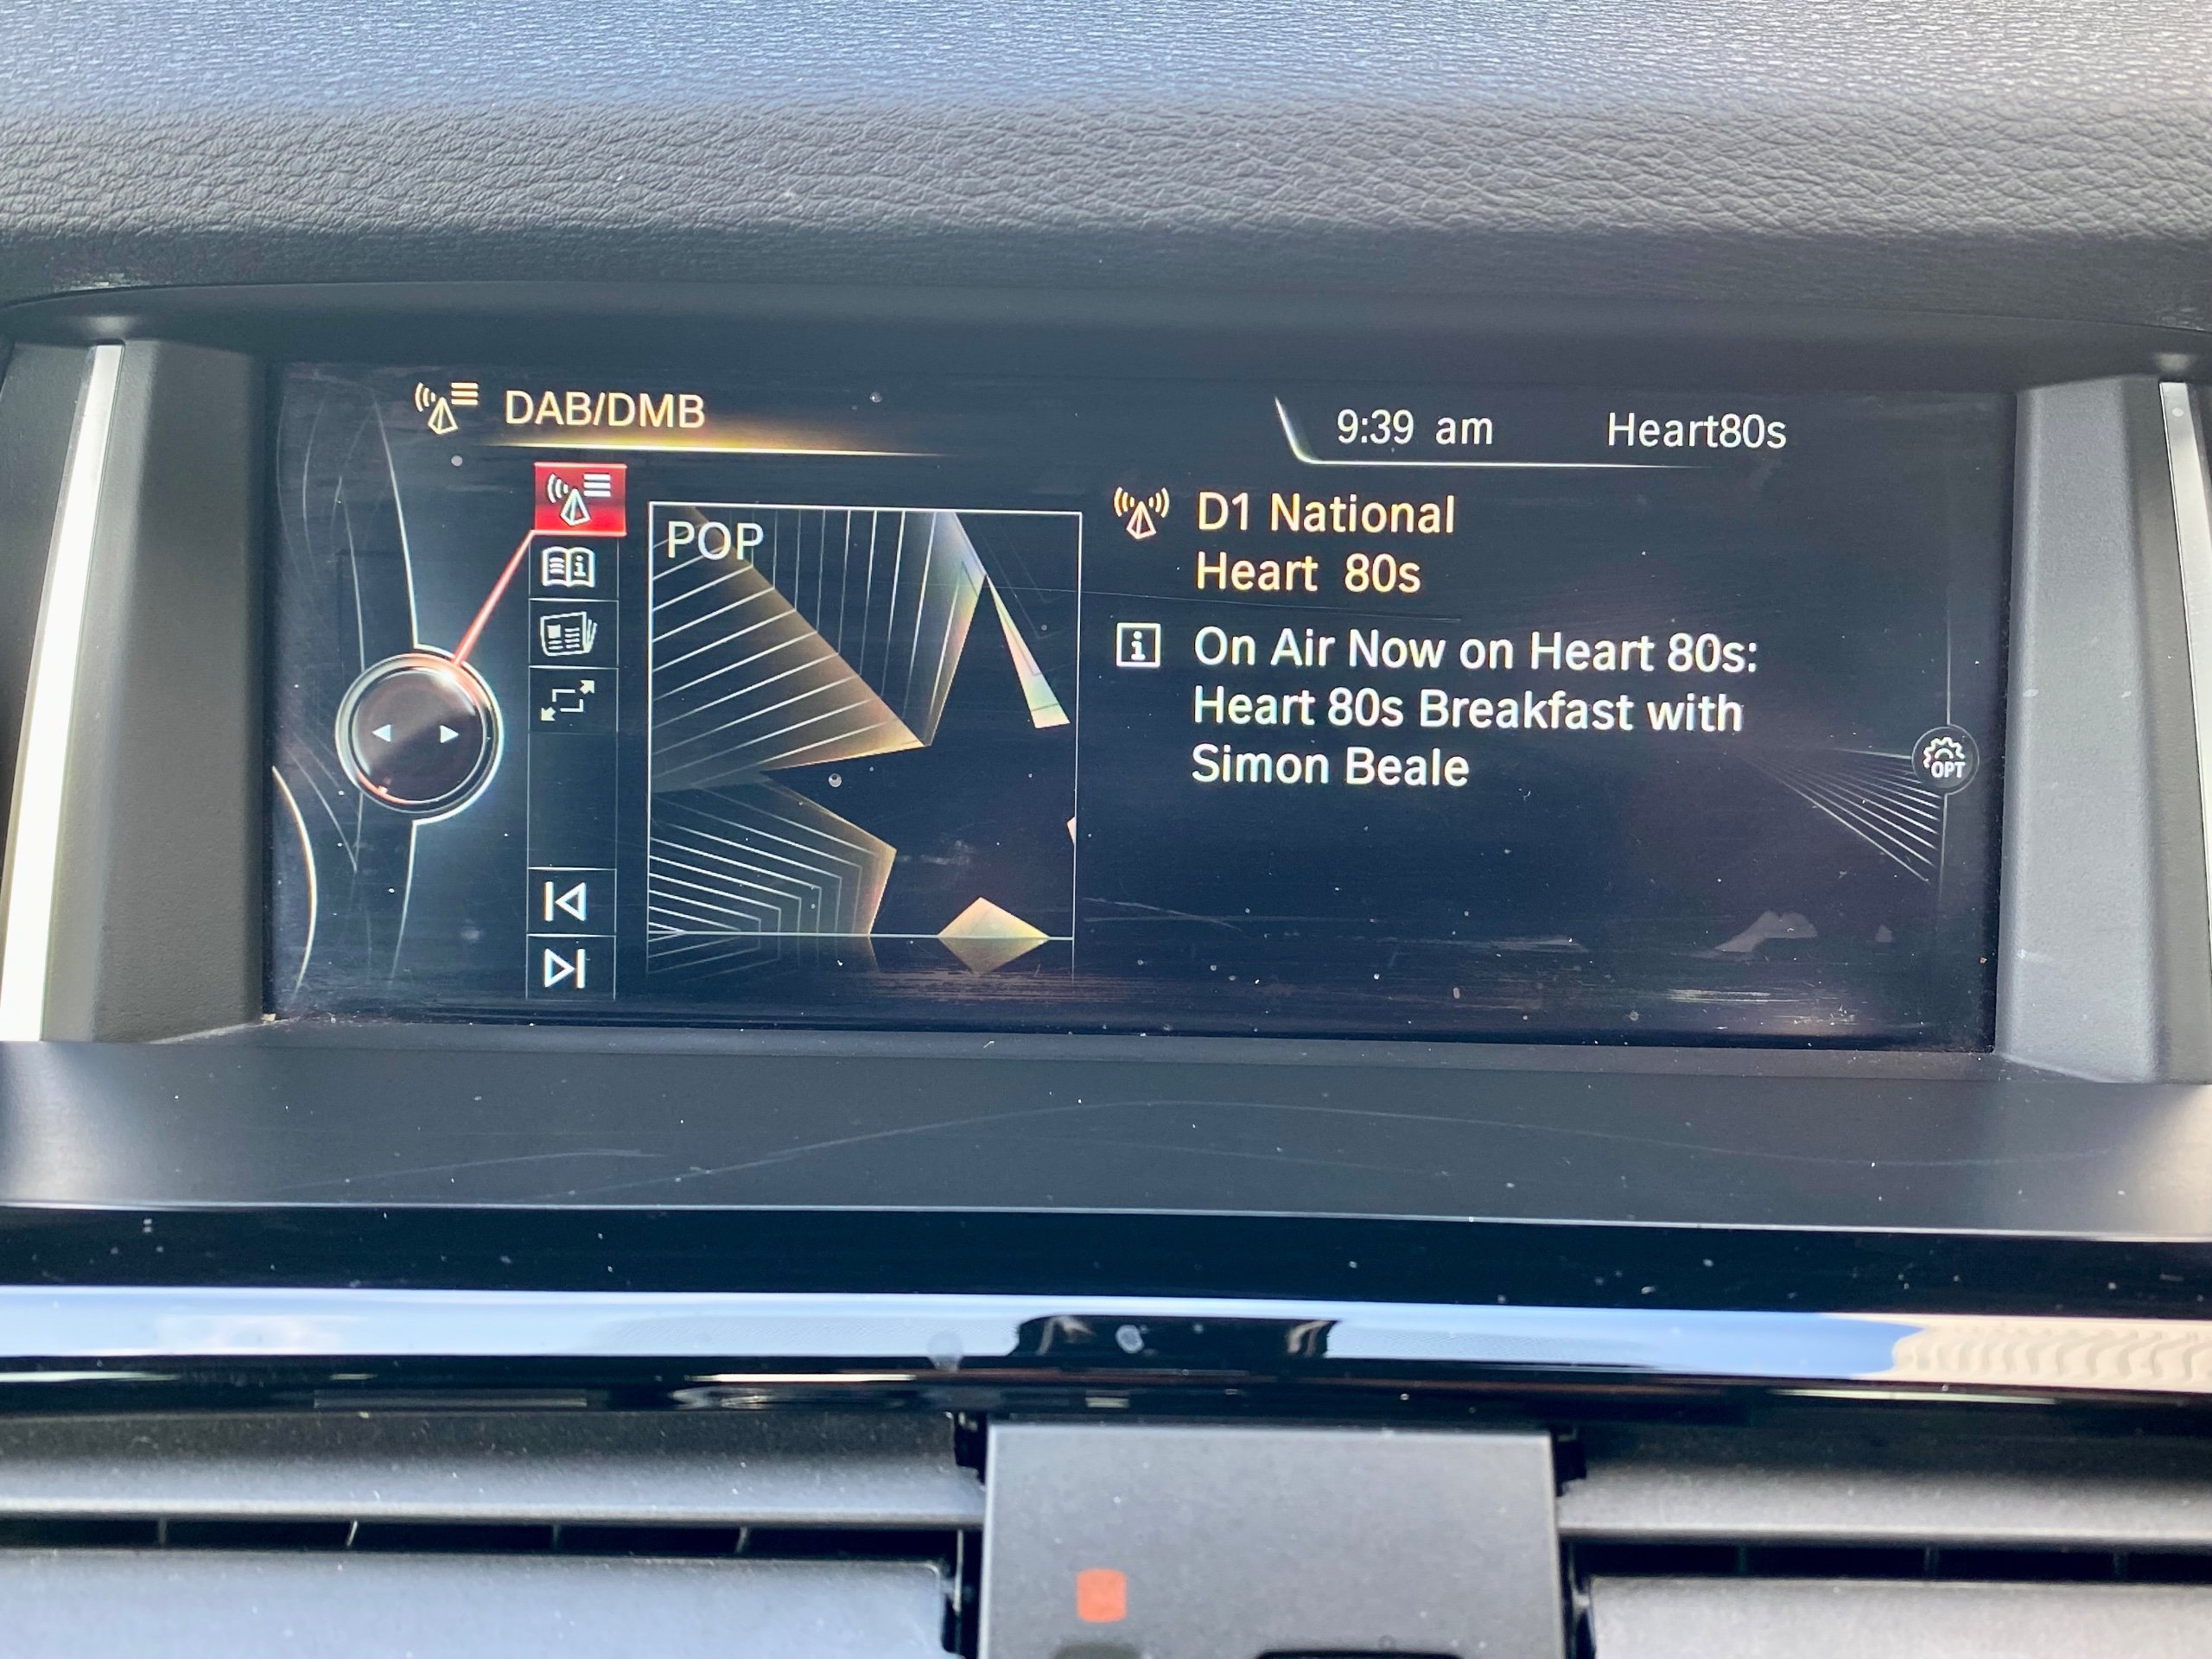 DAB/DMB
9:39 am Heart80s
POP
D1 National
Heart 80s
i
On Air Now on Heart 80s:
Heart 80s Breakfast with
Simon Beale
OPT